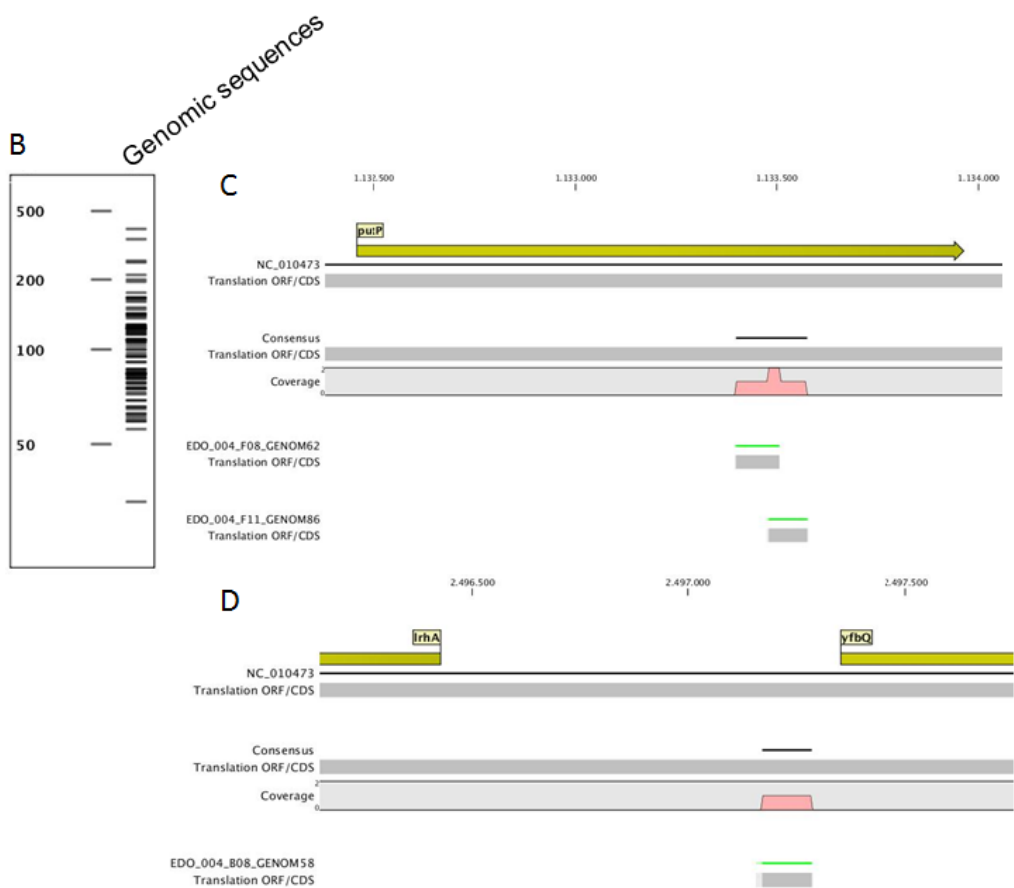 B
Genomic sequences
500
200
100
50
C
1.132.500 1.133.000 1.133.500 1.134.000
putP
NC_010473
Translation ORF/CDS
Consensus
Translation ORF/CDS
2
Coverage
0
EDO_004_F08_GENOM62
Translation ORF/CDS
EDO_004_F11_GENOM86
Translation ORF/CDS
D
2.496.500 2.497.000 2.497.500
lrhA yfbQ
NC_010473
Translation ORF/CDS
Consensus
Translation ORF/CDS
2
Coverage
0
EDO_004_B08_GENOM58
Translation ORF/CDS